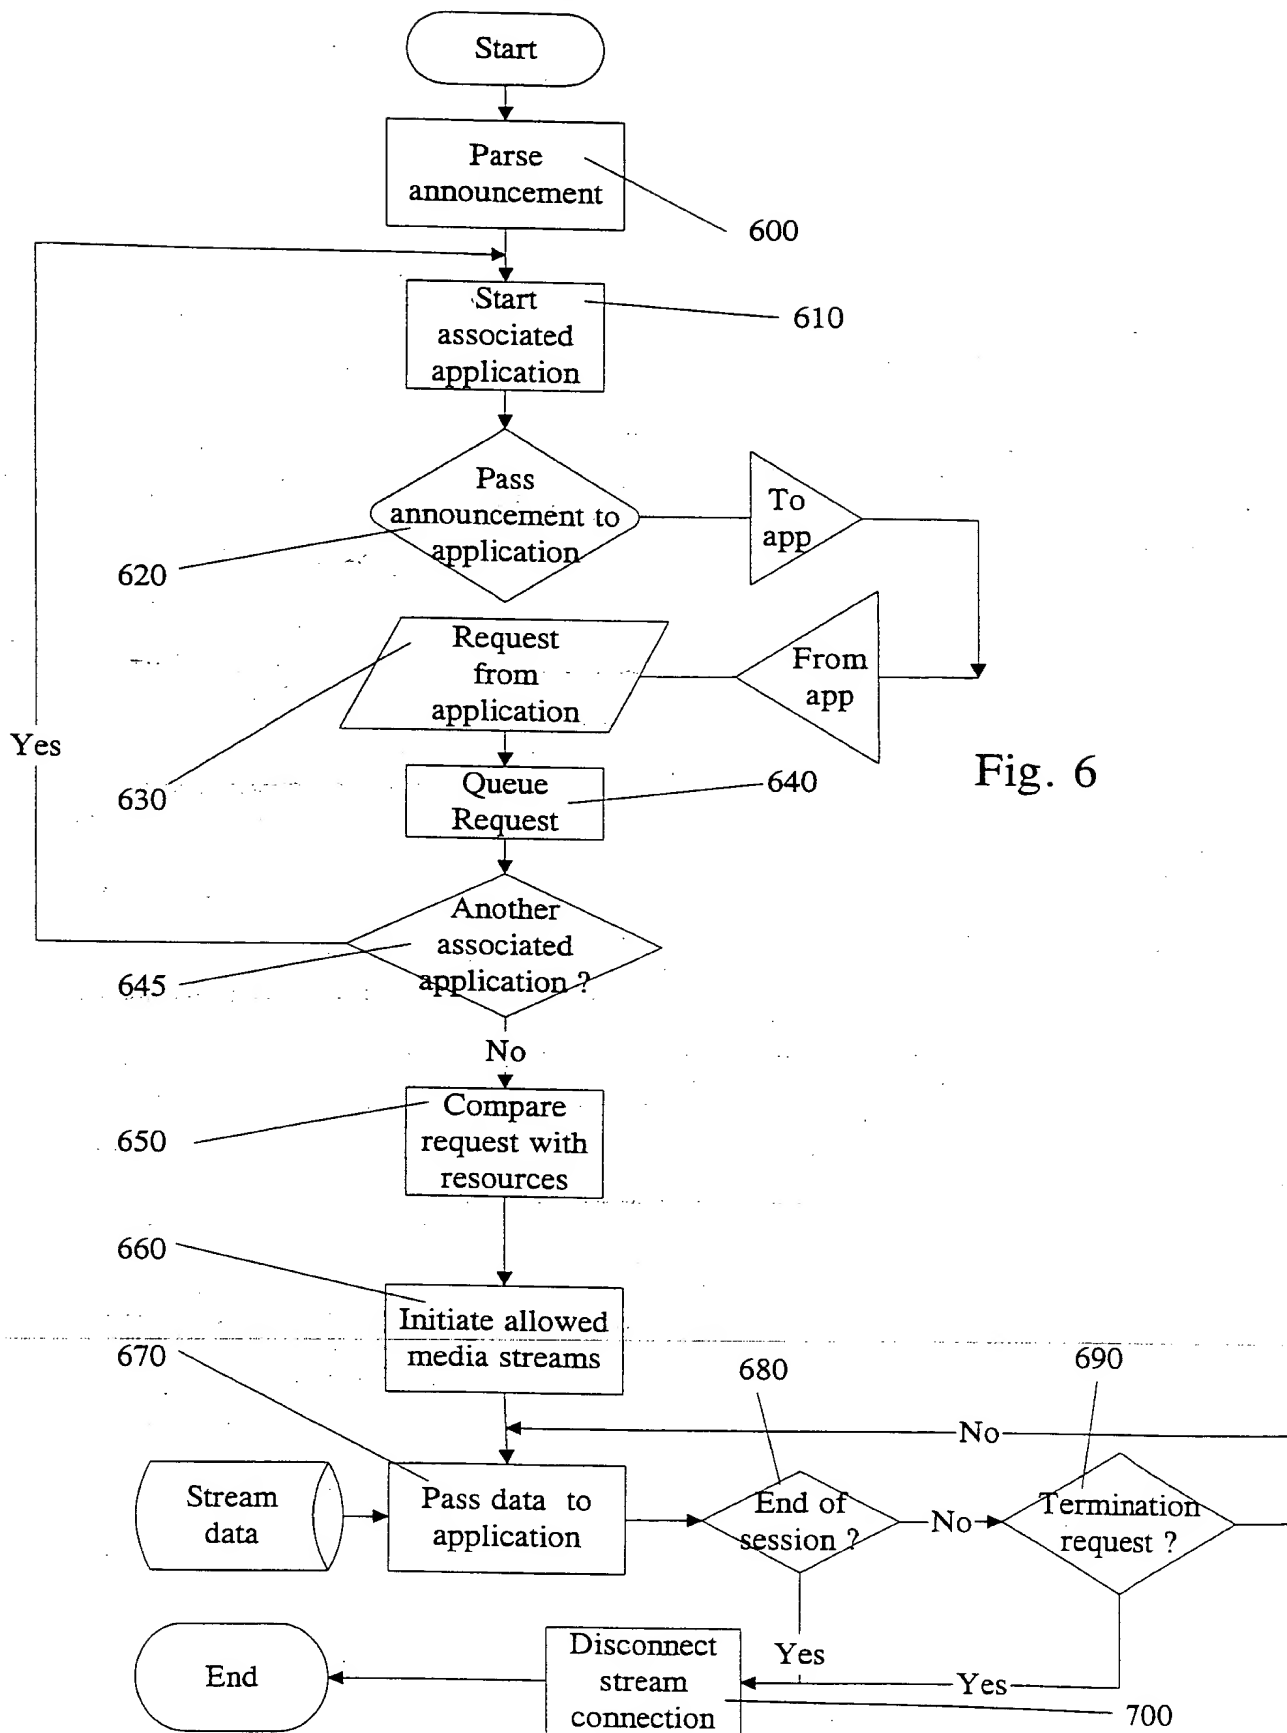 Start
Parse
announcement
600
Start
associated
application
610
Pass
announcement to
application
620
To
app
From
app
Request
from
application
630
Yes
Fig. 6
Queue
Request
640
Another
associated
application ?
645
No
Compare
request with
resources
650
660
Initiate allowed
media streams
670
680
690
No
Stream
data
Pass data to
application
End of
session ?
No
Termination
request ?
Yes
Yes
Disconnect
stream
connection
700
End